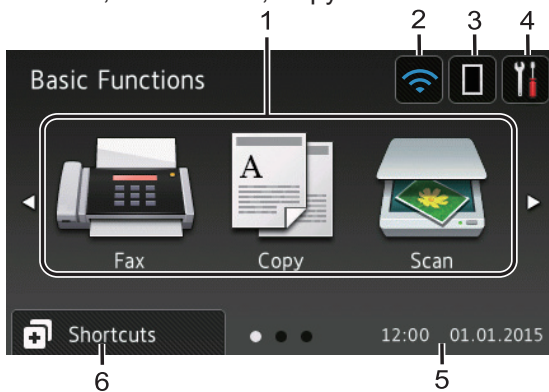 1 2 3 4
Basic Functions
A
Fax Copy Scan
Shortcuts 12:00 01.01.2015
6 5